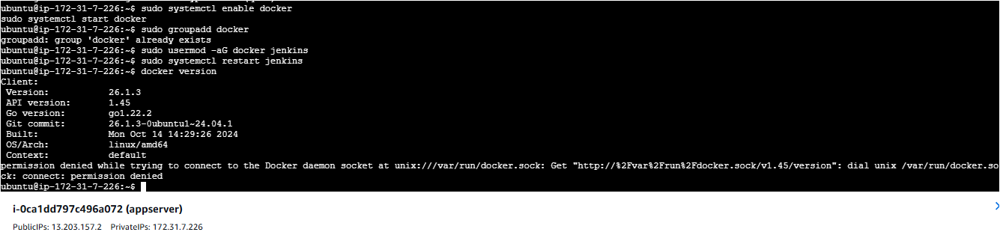 ubuntu@ip-172-31-7-226:~$ sudo systemctl enable docker
sudo systemctl start docker
ubuntu@ip-172-31-7-226:~$ sudo groupadd docker
groupadd: group 'docker' already exists
ubuntu@ip-172-31-7-226:~$ sudo usermod -aG docker jenkins
ubuntu@ip-172-31-7-226:~$ sudo systemctl restart jenkins
ubuntu@ip-172-31-7-226:~$ docker version
Client:
 Version:           26.1.3
 API version:       1.45
 Go version:        go1.22.2
 Git commit:        26.1.3-0ubuntu1~24.04.1
 Built:             Mon Oct 14 14:29:26 2024
 OS/Arch:           linux/amd64
 Context:           default
permission denied while trying to connect to the Docker daemon socket at unix:///var/run/docker.sock: Get "http://%2Fvar%2Frun%2Fdocker.sock/v1.45/version": dial unix /var/run/docker.so
ck: connect: permission denied
ubuntu@ip-172-31-7-226:~$
i-0ca1dd797c496a072 (appserver)
PublicIPs: 13.203.157.2 PrivateIPs: 172.31.7.226